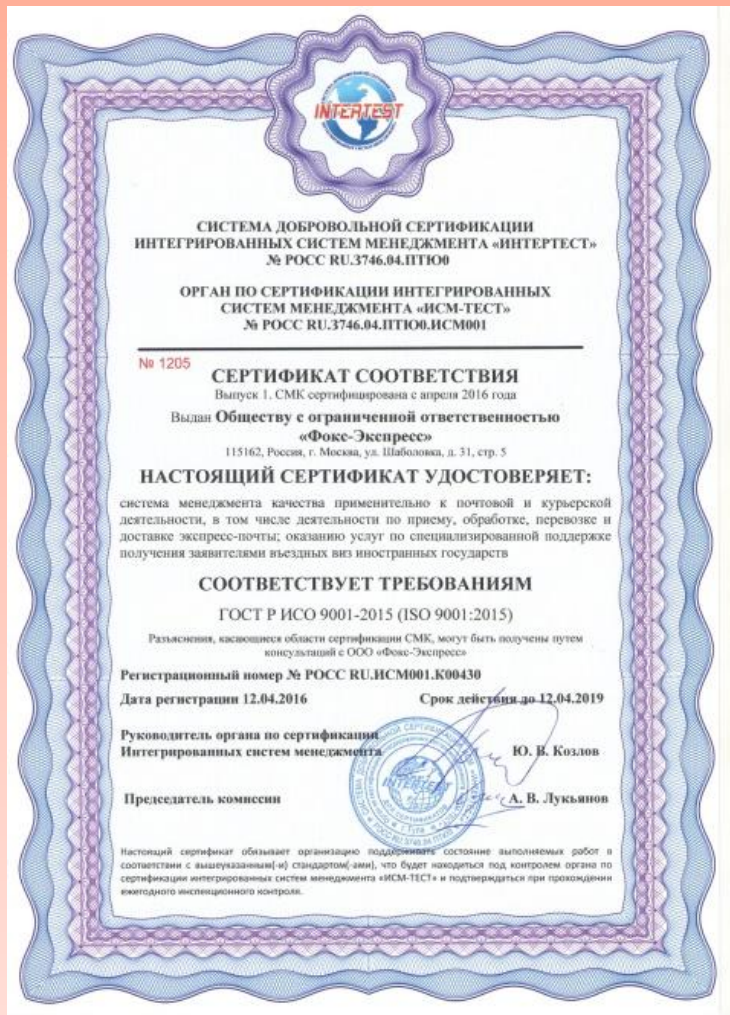 INTERTEST
СИСТЕМА ДОБРОВОЛЬНОЙ СЕРТИФИКАЦИИ
ИНТЕГРИРОВАННЫХ СИСТЕМ МЕНЕДЖМЕНТА «ИНТЕРТЕСТ»
№ РОСС RU.3746.04.ПТЮ0
ОРГАН ПО СЕРТИФИКАЦИИ ИНТЕГРИРОВАННЫХ
СИСТЕМ МЕНЕДЖМЕНТА «ИСМ-ТЕСТ»
№ РОСС RU.3746.04.ПТЮ0.ИСМ001
№ 1205
СЕРТИФИКАТ СООТВЕТСТВИЯ
Выпуск 1. СМК сертифицирована с апреля 2016 года
Выдан Обществу с ограниченной ответственностью
«Фокс-Экспресс»
115162, Россия, г. Москва, ул. Шаболовка, д. 31, стр. 5
НАСТОЯЩИЙ СЕРТИФИКАТ УДОСТОВЕРЯЕТ:
система менеджмента качества применительно к почтовой и курьерской
деятельности, в том числе деятельности по приему, обработке, перевозке и
доставке экспресс-почты; оказанию услуг по специализированной поддержке
получения заявителями въездных виз иностранных государств
СООТВЕТСТВУЕТ ТРЕБОВАНИЯМ
ГОСТ Р ИСО 9001-2015 (ISO 9001:2015)
Разъяснения, касающиеся области сертификации СМК, могут быть получены путем
консультаций с ООО «Фокс-Экспресс»
Регистрационный номер № РОСС RU.ИСМ001.К00430
Дата регистрации 12.04.2016 Срок действия до 12.04.2019
Руководитель органа по сертификации
Интегрированных систем менеджмента Ю. В. Козлов
INTERTEST
Председатель комиссии А. В. Лукьянов
Настоящий сертификат обязывает организацию поддерживать состояние выполняемых работ в
соответствии с вышеуказанным(-и) стандартом(-ами), что будет находиться под контролем органа по
сертификации интегрированных систем менеджмента «ИСМ-ТЕСТ» и подтверждаться при прохождении
ежегодного инспекционного контроля.